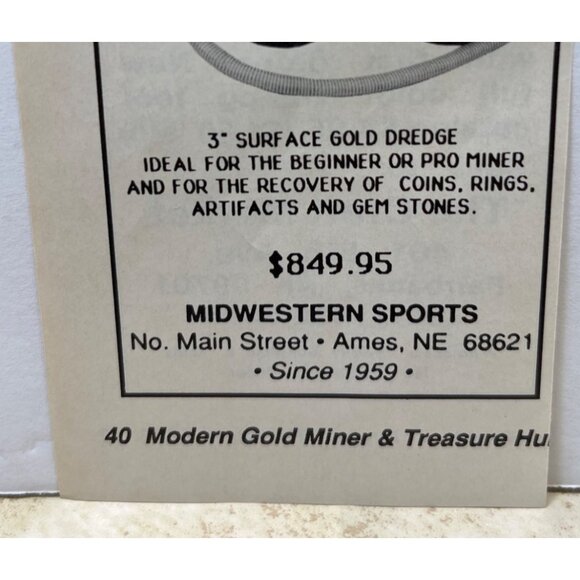 3" SURFACE GOLD DREDGE
IDEAL FOR THE BEGINNER OR PRO MINER
AND FOR THE RECOVERY OF COINS, RINGS,
ARTIFACTS AND GEM STONES.
$849.95
MIDWESTERN SPORTS
No. Main Street • Ames, NE 68621
• Since 1959 •
40 Modern Gold Miner & Treasure Hu